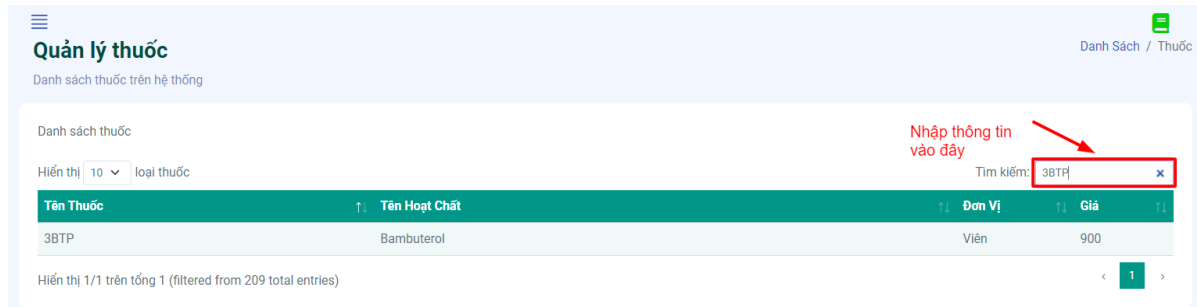 Quản lý thuốc
Danh Sách / Thuốc
Danh sách thuốc trên hệ thống
Danh sách thuốc
Nhập thông tin
vào đây
Hiển thị 10 loại thuốc
Tìm kiếm: 3BTP
Tên Thuốc Tên Hoạt Chất Đơn Vị Giá
3BTP Bambuterol Viên 900
Hiển thị 1/1 trên tổng 1 (filtered from 209 total entries)
‹ 1 ›